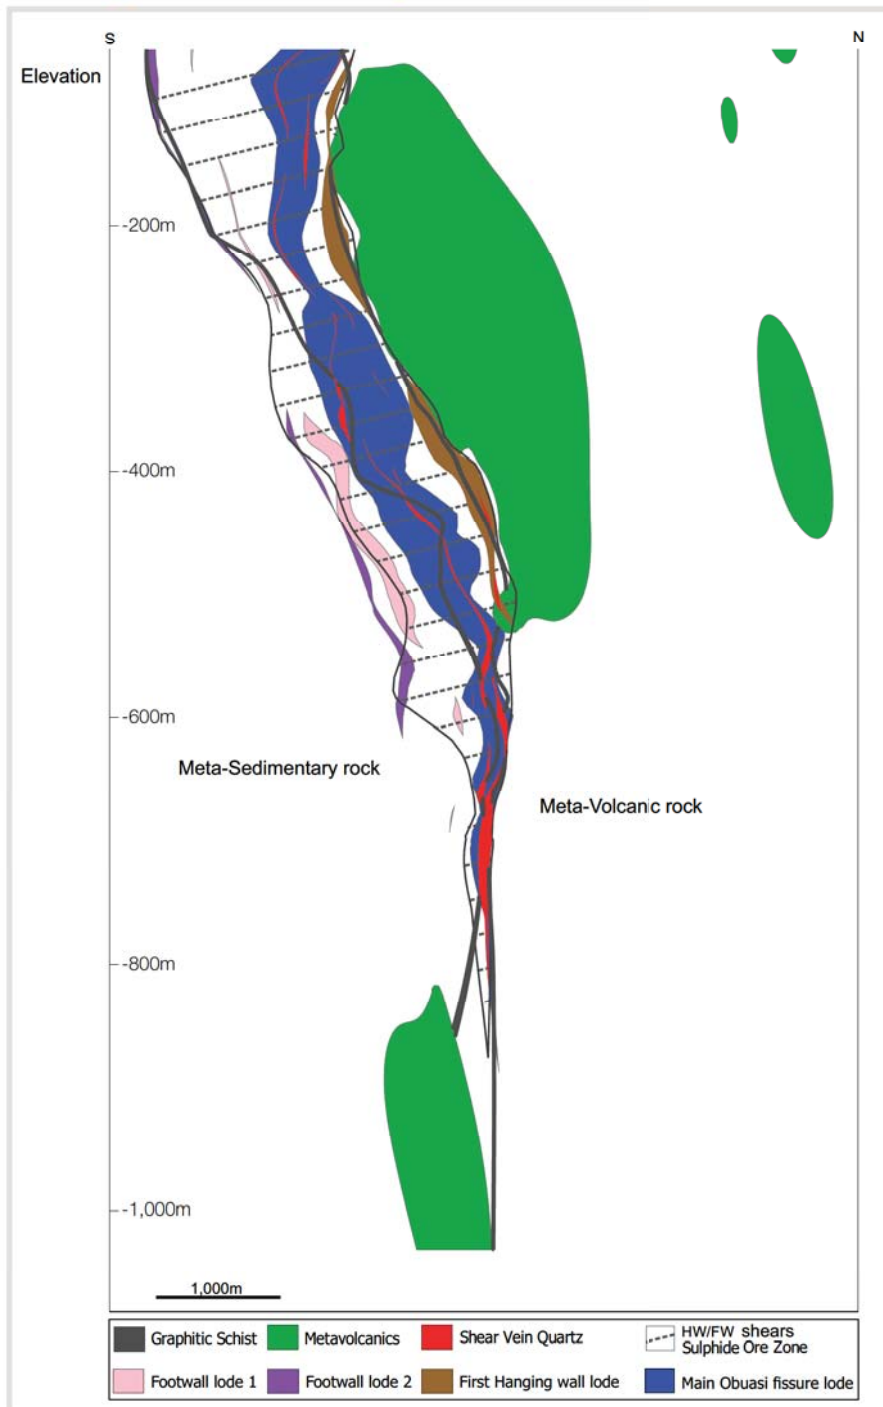 S
N
Elevation
-200m
-400m
-600m
Meta-Sedimentary rock
Meta-Volcanic rock
-800m
-1,000m
1,000m
Graphitic Schist
Metavolcanics
Shear Vein Quartz
HW/FW shears
Sulphide Ore Zone
Footwall lode 1
Footwall lode 2
First Hanging wall lode
Main Obuasi fissure lode